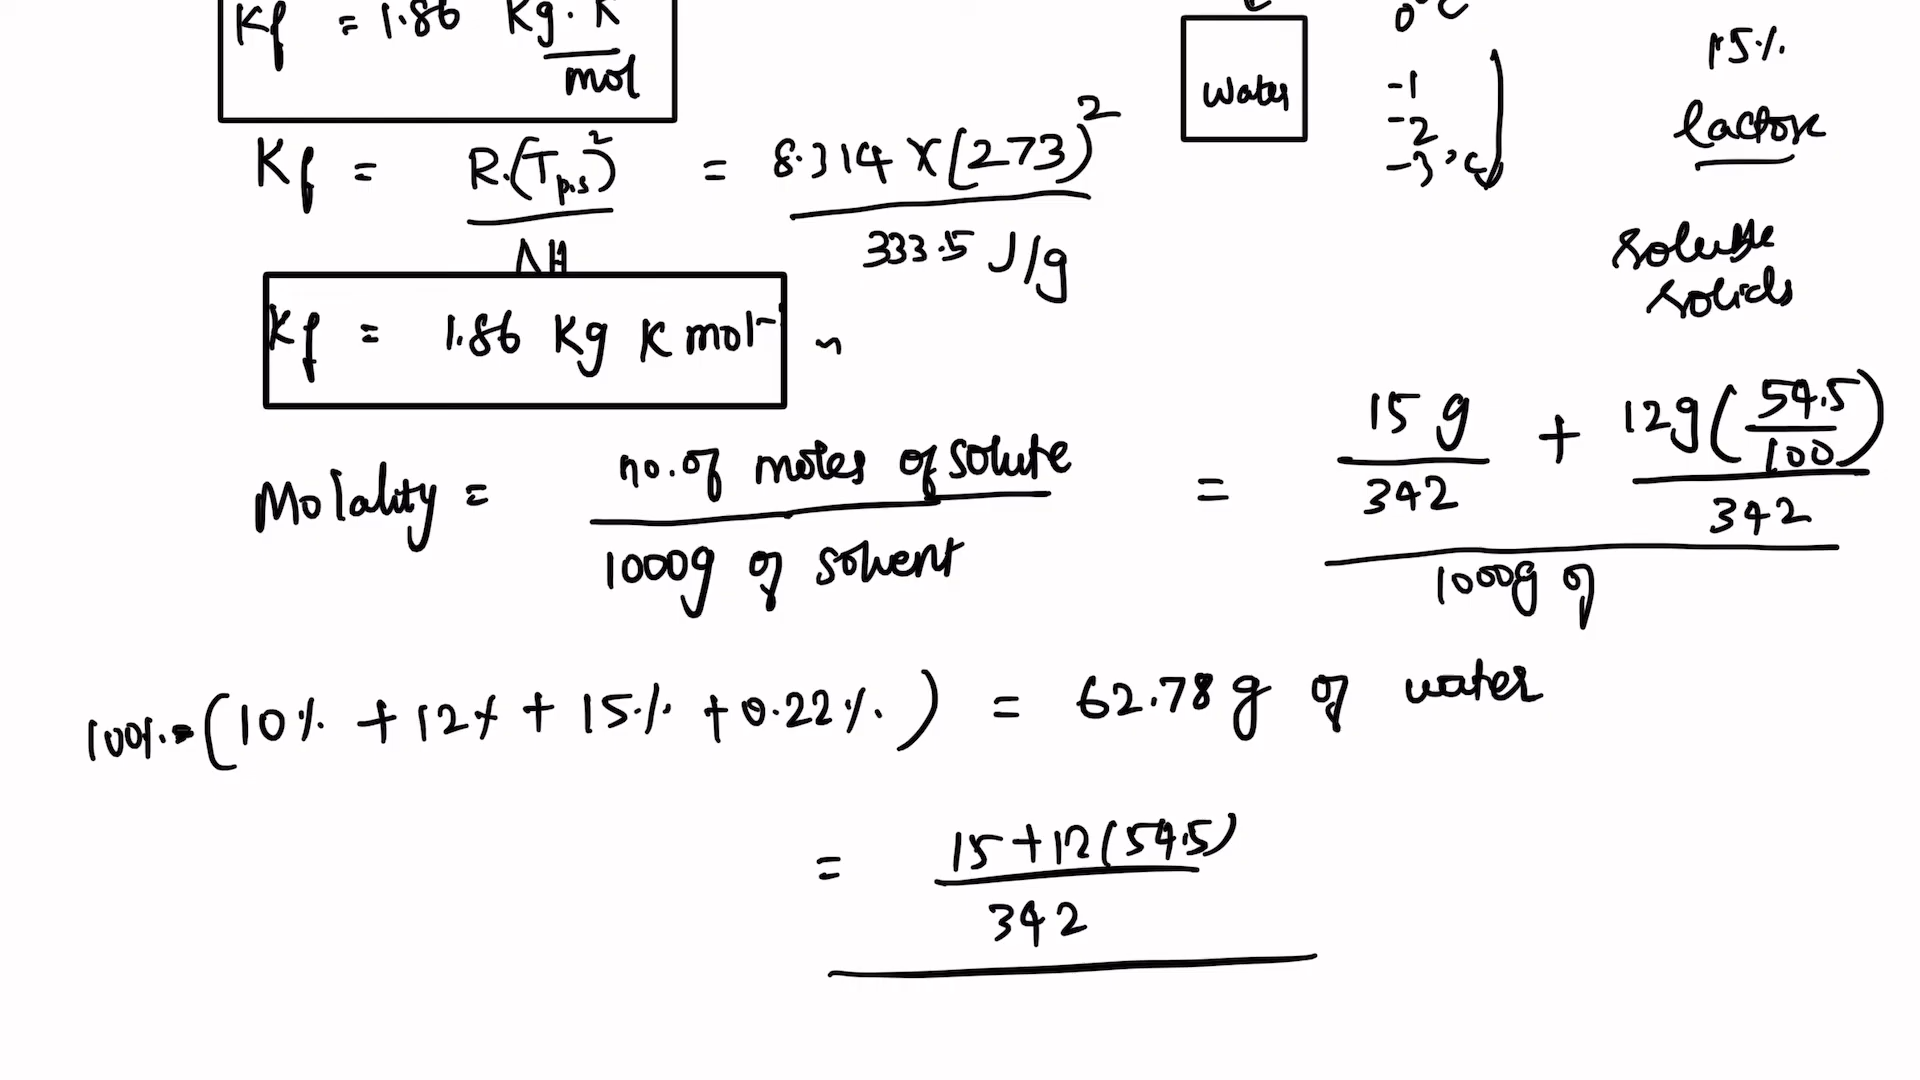 Kf = 1.86 Kg. K / mol
0°C
water
-1
-2
-3°C
15%
lactose
Kf = R.(Tp.s)² / ΔH = 8.314 X (273)² / 333.5 J/g
soluble
solids
Kf = 1.86 Kg K mol⁻¹
Molality = no. of moles of solute / 1000g of solvent = (15 g / 342 + 12g (54.5 / 100) / 342) / 1000g of
100% - (10% + 12% + 15% + 0.22%) = 62.78 g of water
= 15 + 12 (54.5) / 342